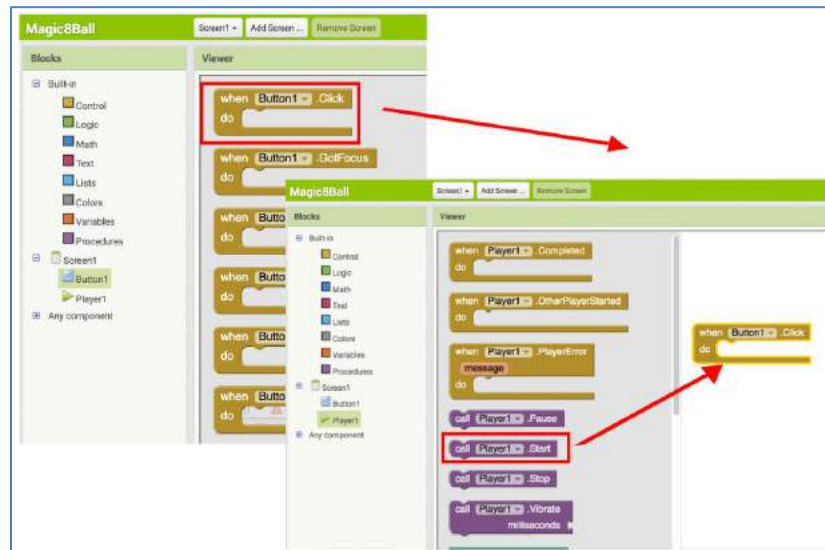 Magic8Ball
Screen1
Add Screen ...
Remove Screen
Blocks
Viewer
Built-in
Control
Logic
Math
Text
Lists
Colors
Variables
Procedures
Screen1
Button1
Player1
Any component
when Button1 .Click
do
when Button1 .GotFocus
do
when Butto
do
when Butto
do
when Butto
do
when Butto
do
Magic8Ball
Screen1
Add Screen ...
Remove Screen
Blocks
Viewer
Built-in
Control
Logic
Math
Text
Lists
Colors
Variables
Procedures
Screen1
Button1
Player1
Any component
when Player1 .Completed
do
when Player1 .OtherPlayerStarted
do
when Player1 .PlayerError
message
do
call Player1 .Pause
call Player1 .Start
call Player1 .Stop
call Player1 .Vibrate
milliseconds
when Button1 .Click
do